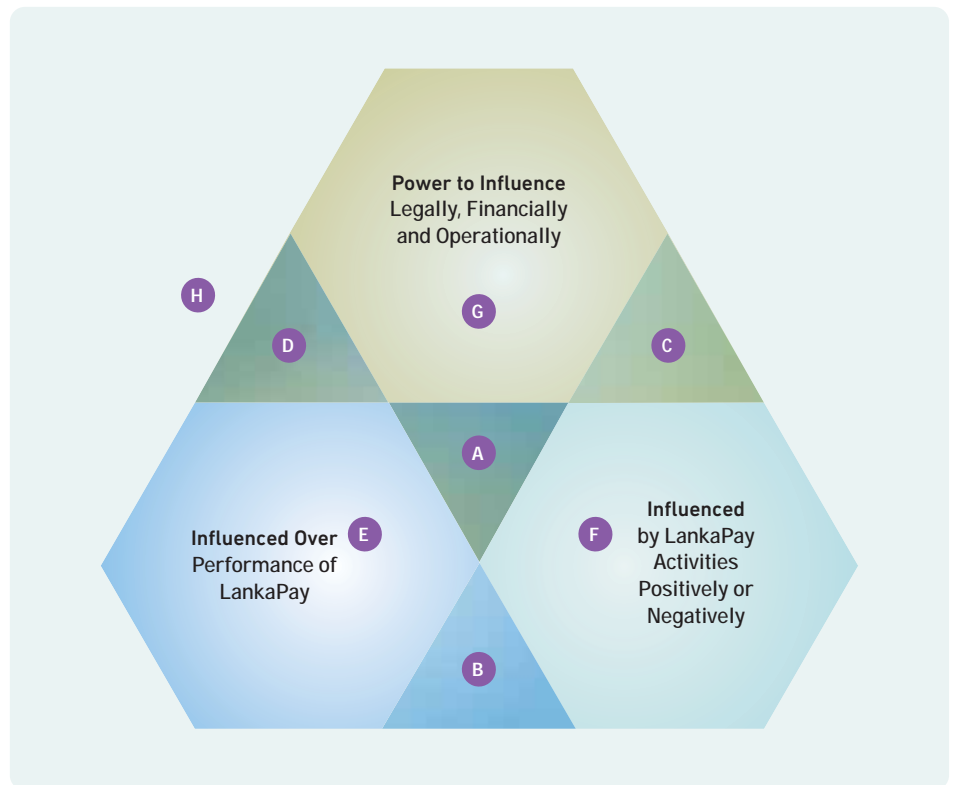 Power to Influence
Legally, Financially
and Operationally
H
G
D
C
A
Influenced Over
Performance of
LankaPay
E
F
Influenced
by LankaPay
Activities
Positively or
Negatively
B